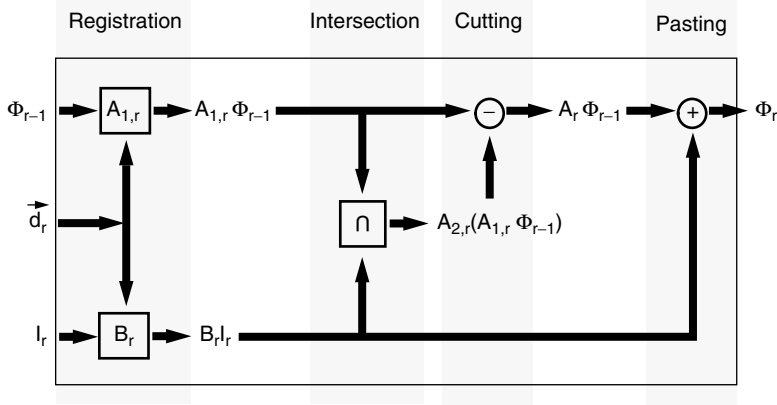 Registration Intersection Cutting Pasting
Φr−1 A1,r A1,r Φr−1 − Ar Φr−1 + Φr
dr ∩ A2,r(A1,r Φr−1)
Ir Br BrIr